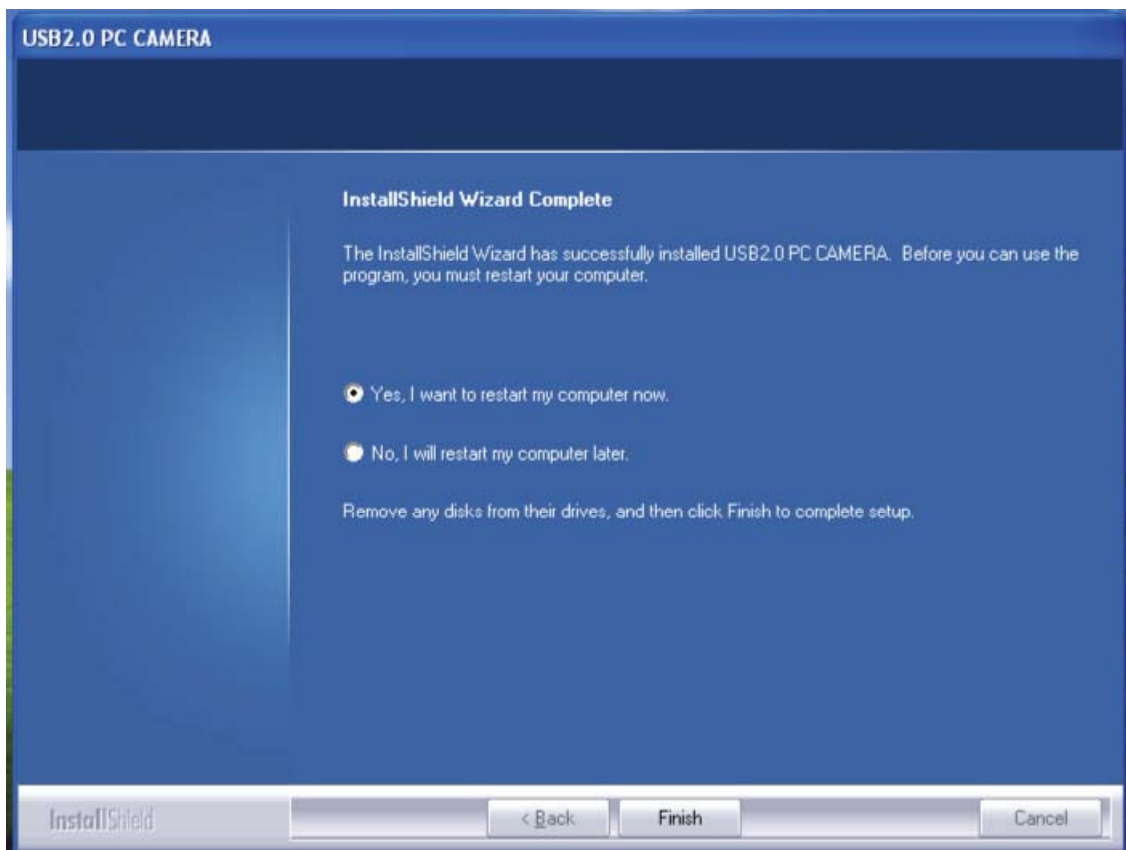 USB2.0 PC CAMERA
InstallShield Wizard Complete
The InstallShield Wizard has successfully installed USB2.0 PC CAMERA. Before you can use the
program, you must restart your computer.
Yes, I want to restart my computer now.
No, I will restart my computer later.
Remove any disks from their drives, and then click Finish to complete setup.
InstallShield
< Back
Finish
Cancel